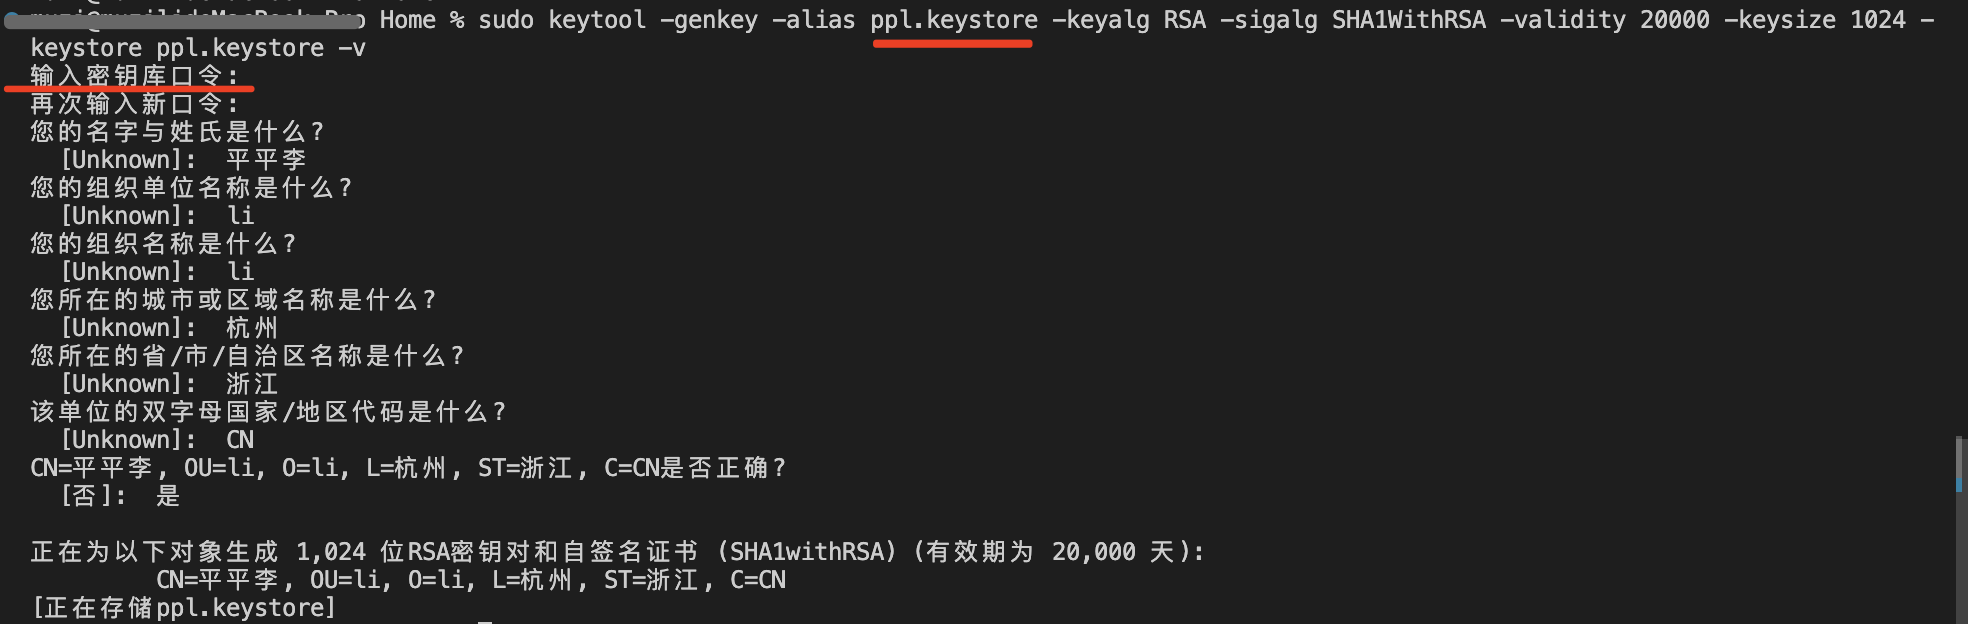 Home % sudo keytool -genkey -alias ppl.keystore -keyalg RSA -sigalg SHA1WithRSA -validity 20000 -keysize 1024 -
keystore ppl.keystore -v
输入密钥库口令:
再次输入新口令:
您的名字与姓氏是什么?
[Unknown]:  平平李
您的组织单位名称是什么?
[Unknown]:  li
您的组织名称是什么?
[Unknown]:  li
您所在的城市或区域名称是什么?
[Unknown]:  杭州
您所在的省/市/自治区名称是什么?
[Unknown]:  浙江
该单位的双字母国家/地区代码是什么?
[Unknown]:  CN
CN=平平李, OU=li, O=li, L=杭州, ST=浙江, C=CN是否正确?
[否]:  是
正在为以下对象生成 1,024 位RSA密钥对和自签名证书 (SHA1withRSA) (有效期为 20,000 天):
CN=平平李, OU=li, O=li, L=杭州, ST=浙江, C=CN
[正在存储ppl.keystore]